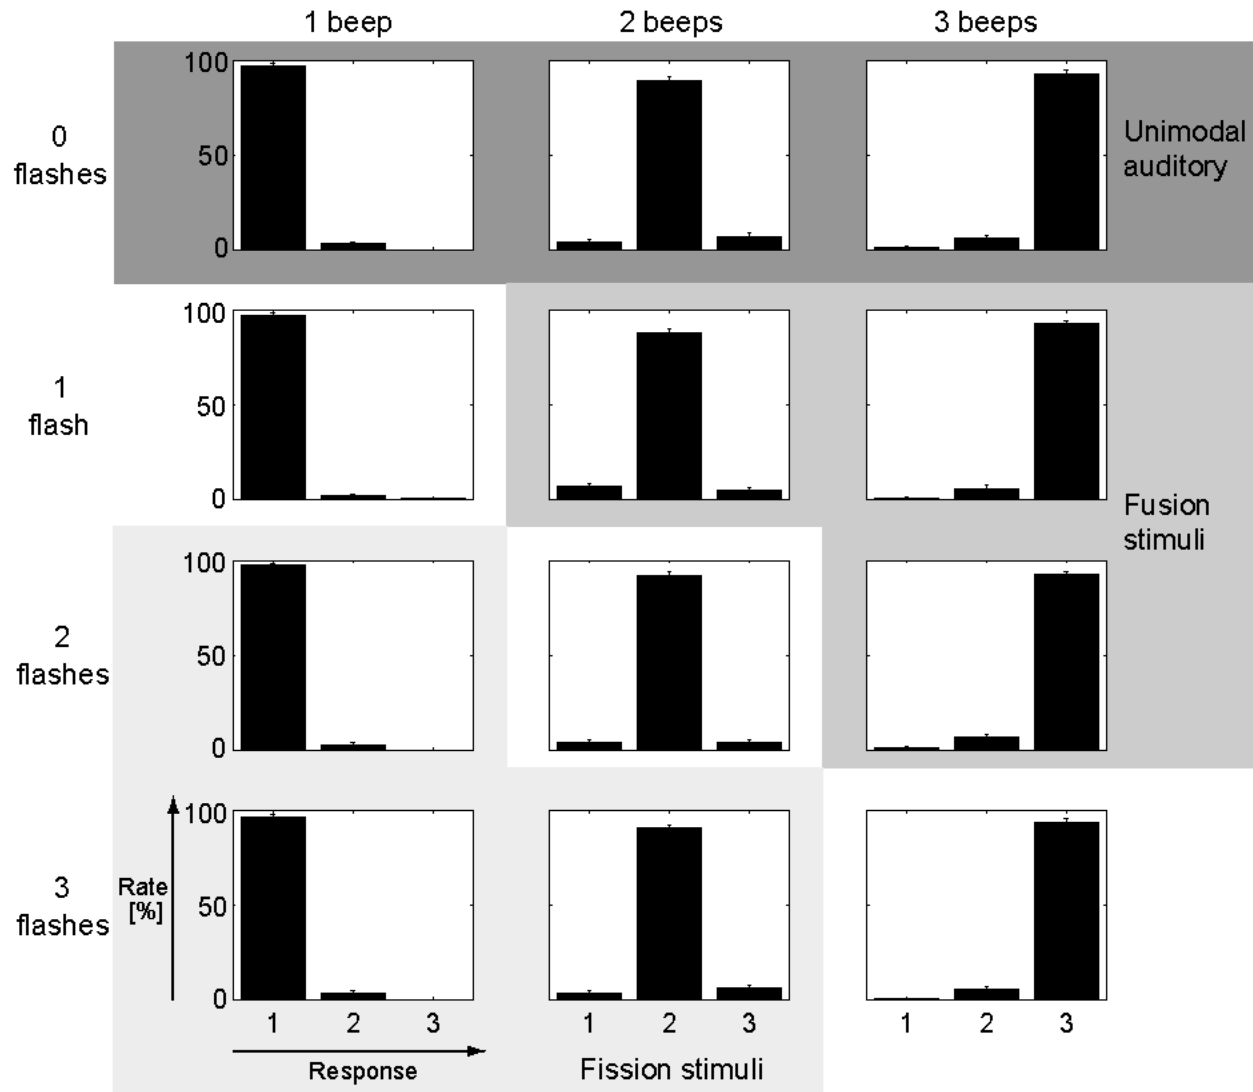 1 beep 2 beeps 3 beeps
0
flashes
100
50
0
Unimodal
auditory
1
flash
100
50
0
Fusion
stimuli
2
flashes
100
50
0
3
flashes
Rate
[%]
100
50
0
1 2 3
1 2 3
1 2 3
Response
Fission stimuli